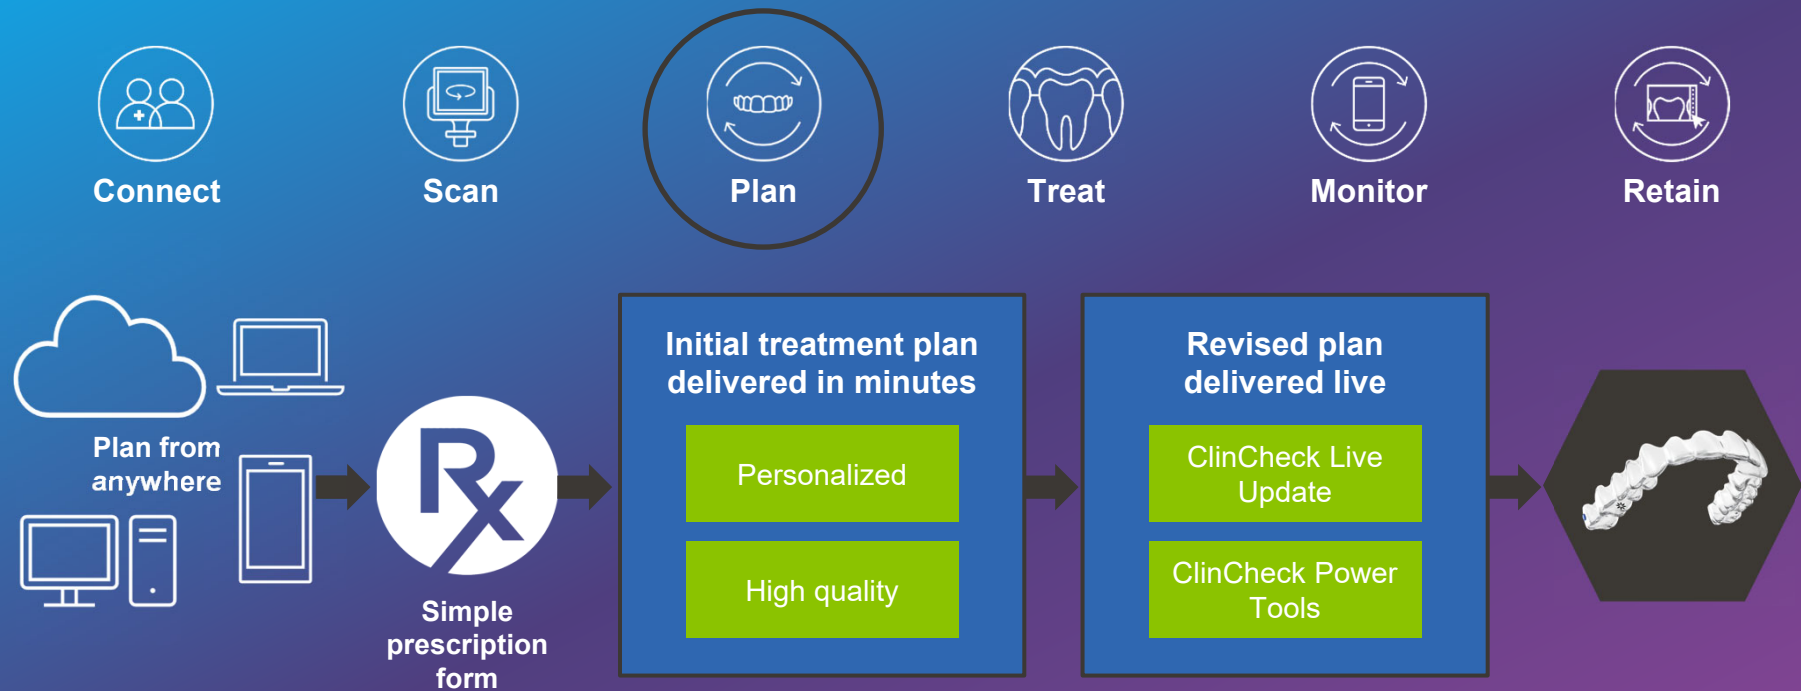 Connect
Scan
Plan
Treat
Monitor
Retain
Plan from
anywhere
Rx
Simple
prescription
form
Initial treatment plan
delivered in minutes
Personalized
High quality
Revised plan
delivered live
ClinCheck Live
Update
ClinCheck Power
Tools